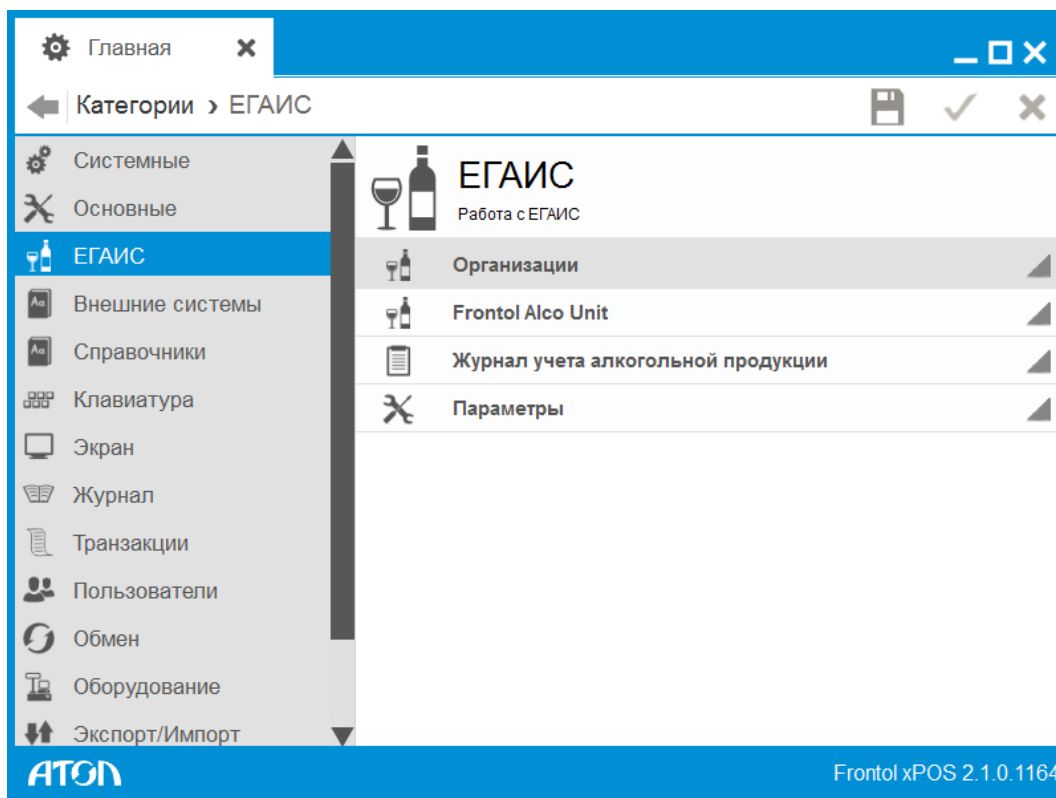 Главная
Категории › ЕГАИС
Системные
Основные
ЕГАИС
Внешние системы
Справочники
Клавиатура
Экран
Журнал
Транзакции
Пользователи
Обмен
Оборудование
Экспорт/Импорт
ЕГАИС
Работа с ЕГАИС
Организации
Frontol Alco Unit
Журнал учета алкогольной продукции
Параметры
ATOL
Frontol xPOS 2.1.0.1164